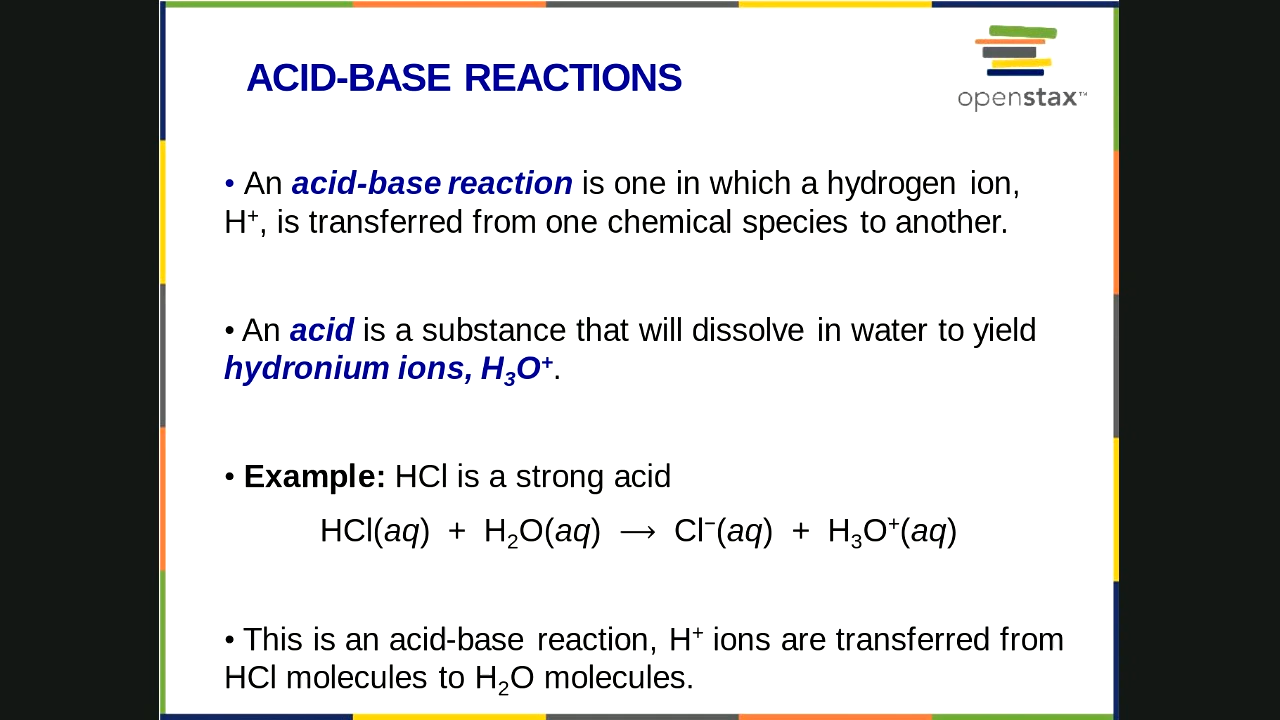 ACID-BASE REACTIONS
openstax™
• An acid-base reaction is one in which a hydrogen ion,
H⁺, is transferred from one chemical species to another.
• An acid is a substance that will dissolve in water to yield
hydronium ions, H₃O⁺.
• Example: HCl is a strong acid
HCl(aq) + H₂O(aq) ⟶ Cl⁻(aq) + H₃O⁺(aq)
• This is an acid-base reaction, H⁺ ions are transferred from
HCl molecules to H₂O molecules.